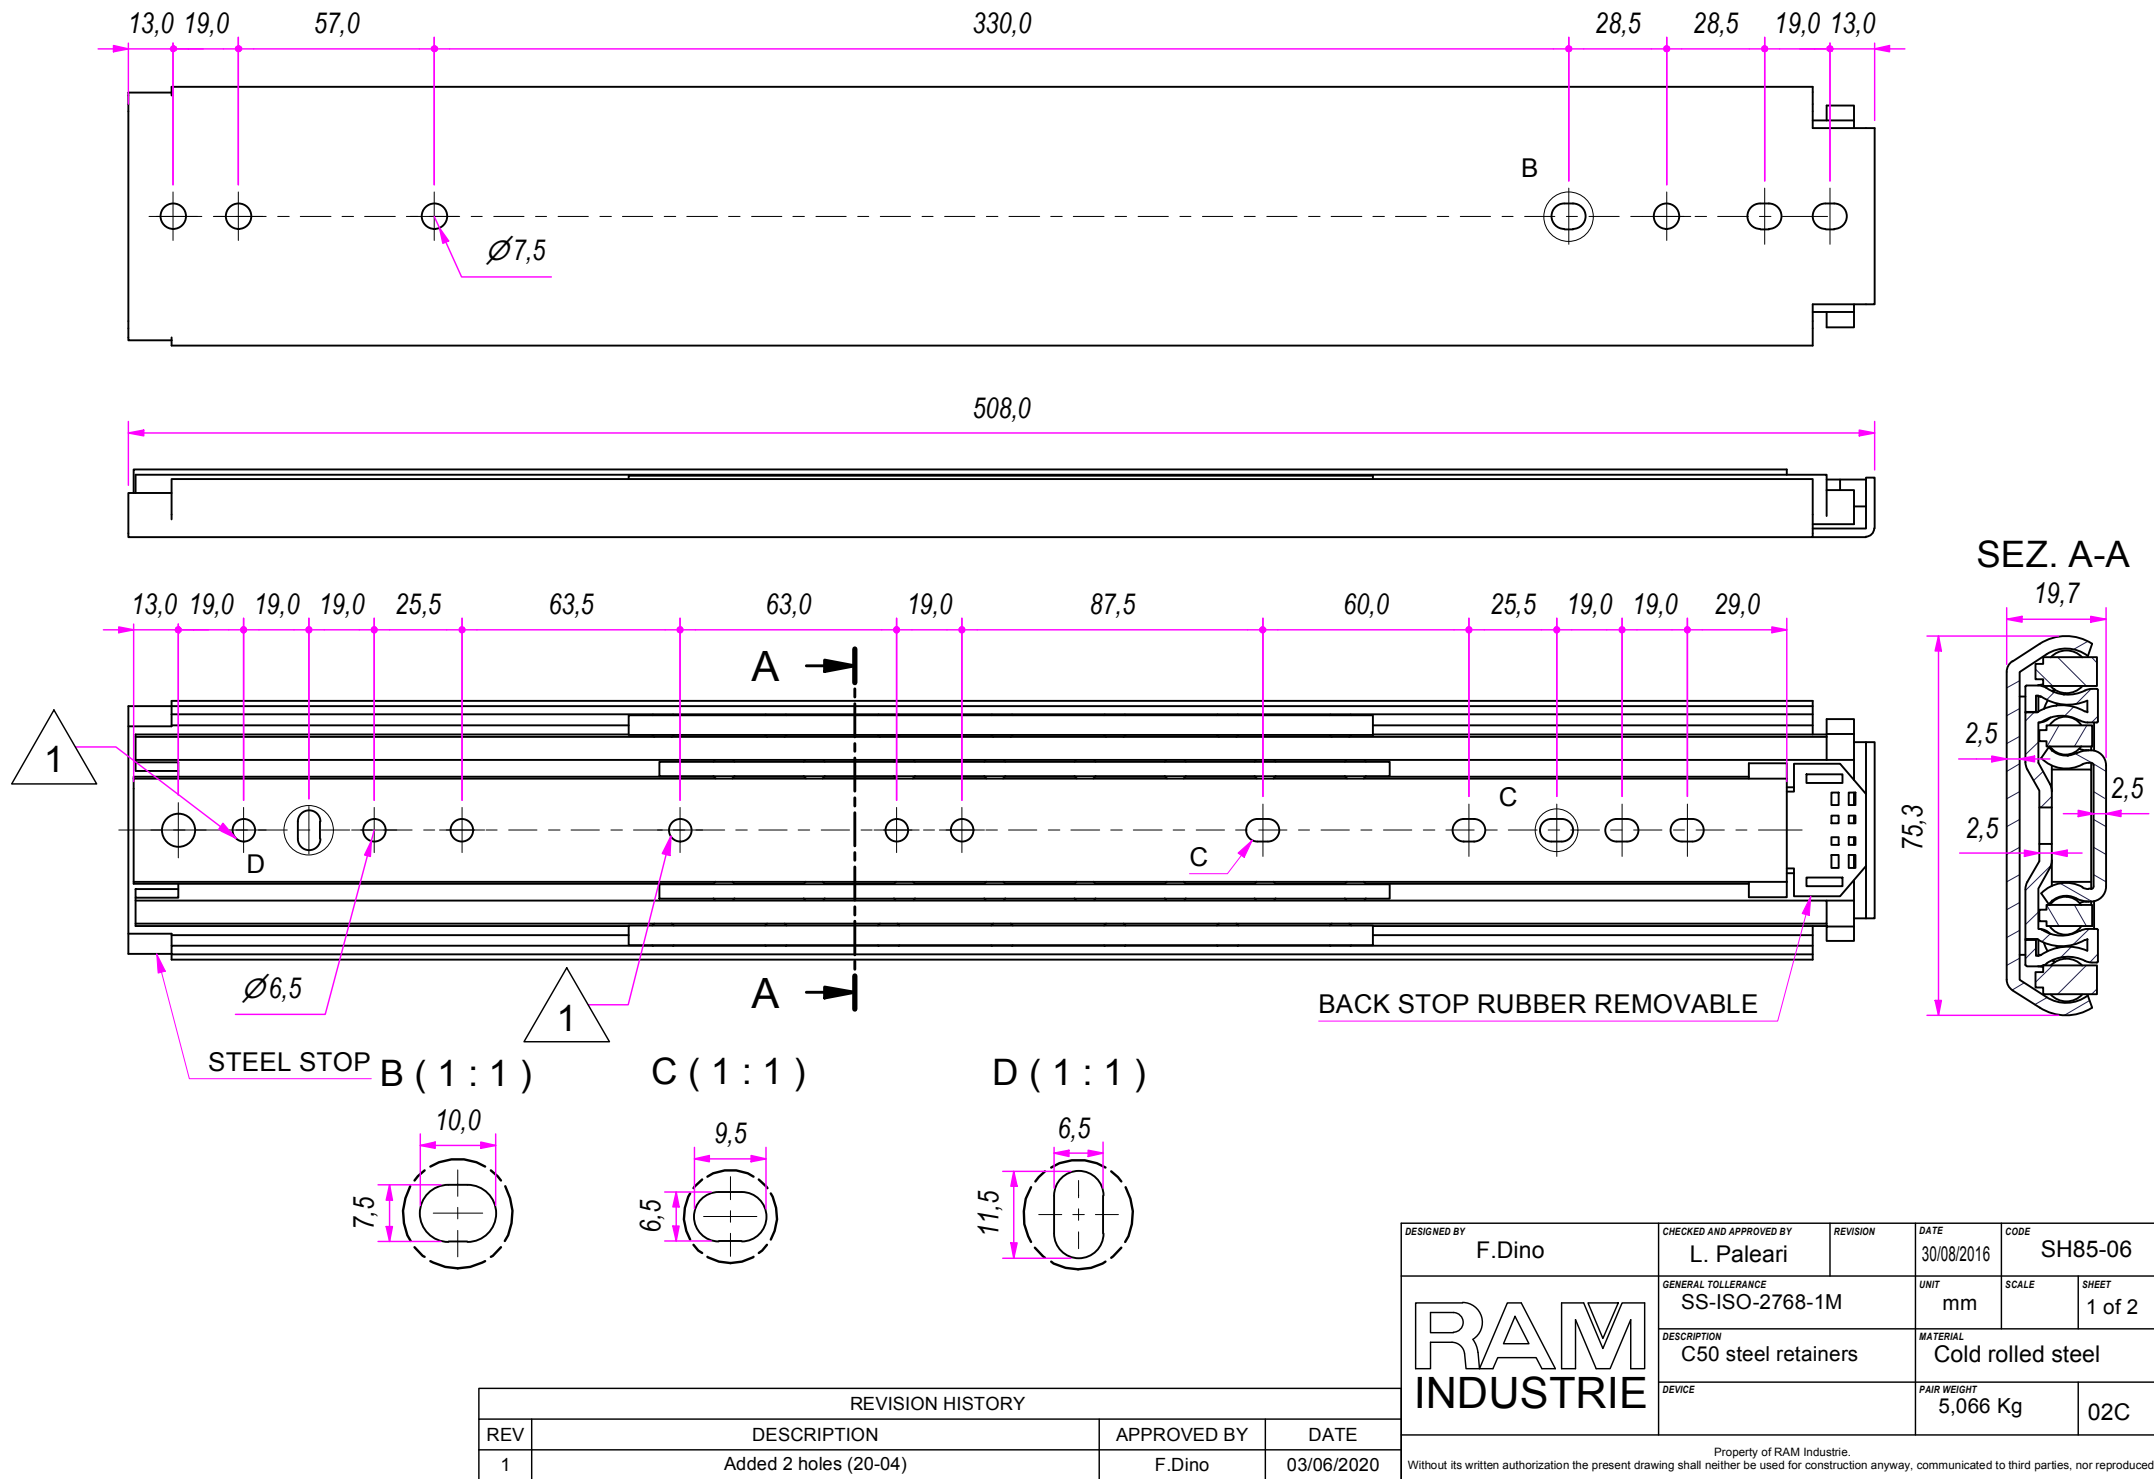 13,0 19,0 57,0 330,0 28,5 28,5 19,0 13,0
B
Ø7,5
508,0
SEZ. A-A
19,7
13,0 19,0 19,0 19,0 25,5 63,5 63,0 19,0 87,5 60,0 25,5 19,0 19,0 29,0
A
1
2,5
2,5
2,5
75,3
C
D
C
Ø6,5
A
1
BACK STOP RUBBER REMOVABLE
STEEL STOP
B ( 1 : 1 ) C ( 1 : 1 ) D ( 1 : 1 )
10,0
7,5
9,5
6,5
6,5
11,5
DESIGNED BY
F.Dino
CHECKED AND APPROVED BY
L. Paleari
REVISION
DATE
30/08/2016
CODE
SH85-06
GENERAL TOLLERANCE
SS-ISO-2768-1M
UNIT
mm
SCALE
SHEET
1 of 2
RAM
INDUSTRIE
DESCRIPTION
C50 steel retainers
MATERIAL
Cold rolled steel
DEVICE
PAIR WEIGHT
5,066 Kg
02C
Property of RAM Industrie.
Without its written authorization the present drawing shall neither be used for construction anyway, communicated to third parties, nor reproduced
REVISION HISTORY
REV DESCRIPTION APPROVED BY DATE
1 Added 2 holes (20-04) F.Dino 03/06/2020